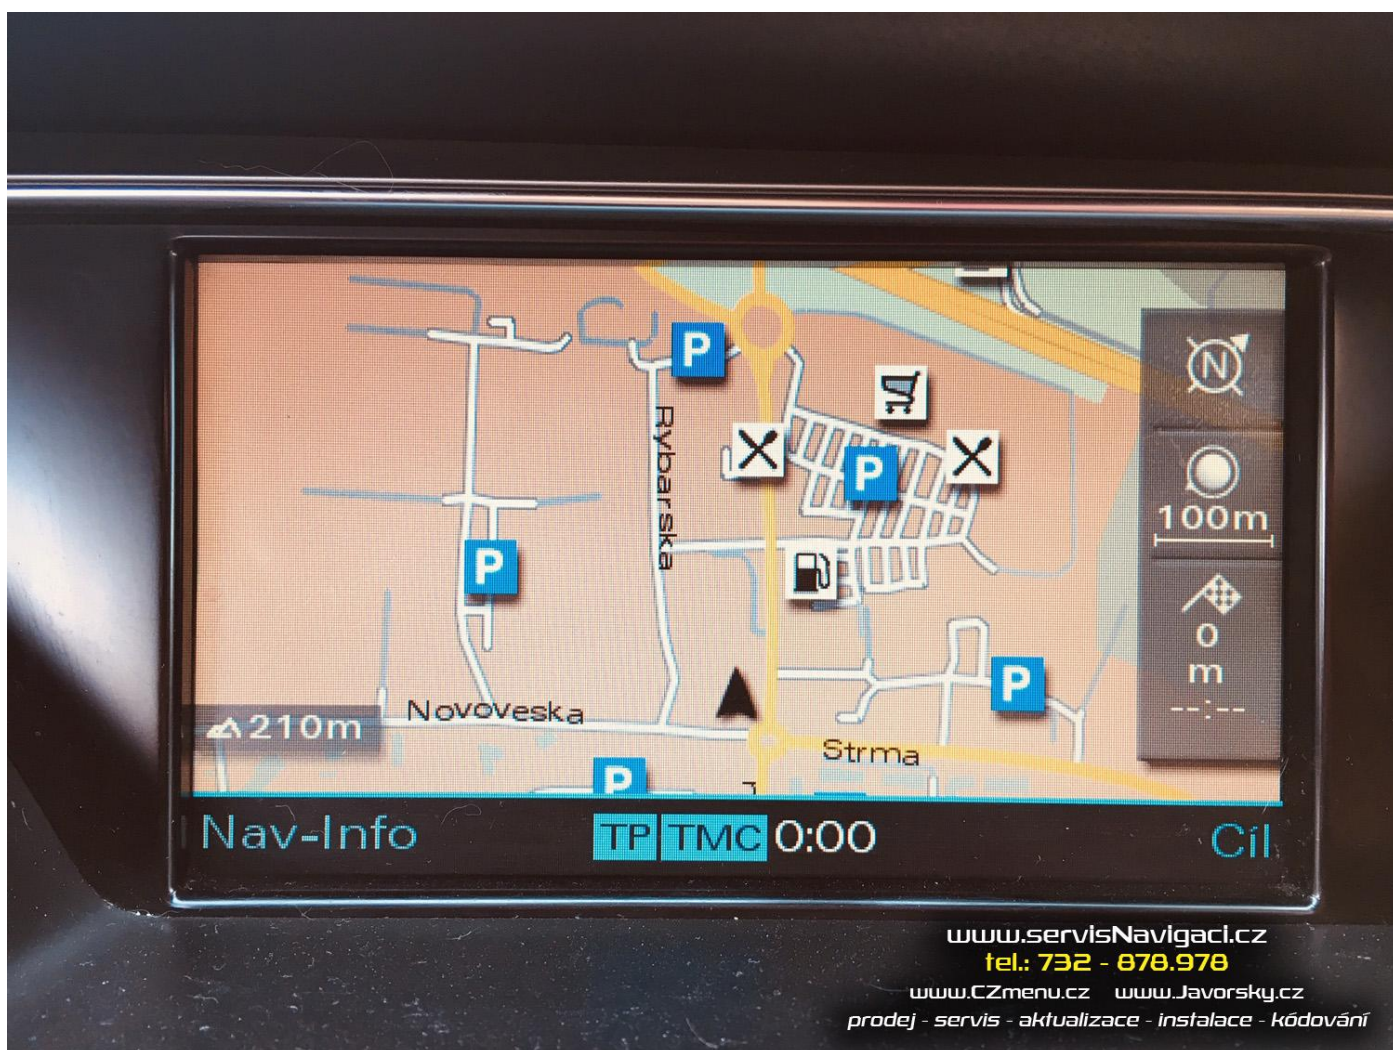 N
P
Rybarska
P
100m
P
0
m
P
--:--
Novoveska
210m
Strma
P
Nav-Info
TP TMC 0:00
Cíl
www.servisNavigaci.cz
tel.: 732 - 878.978
www.CZmenu.cz www.Javorsky.cz
prodej - servis - aktualizace - instalace - kódování